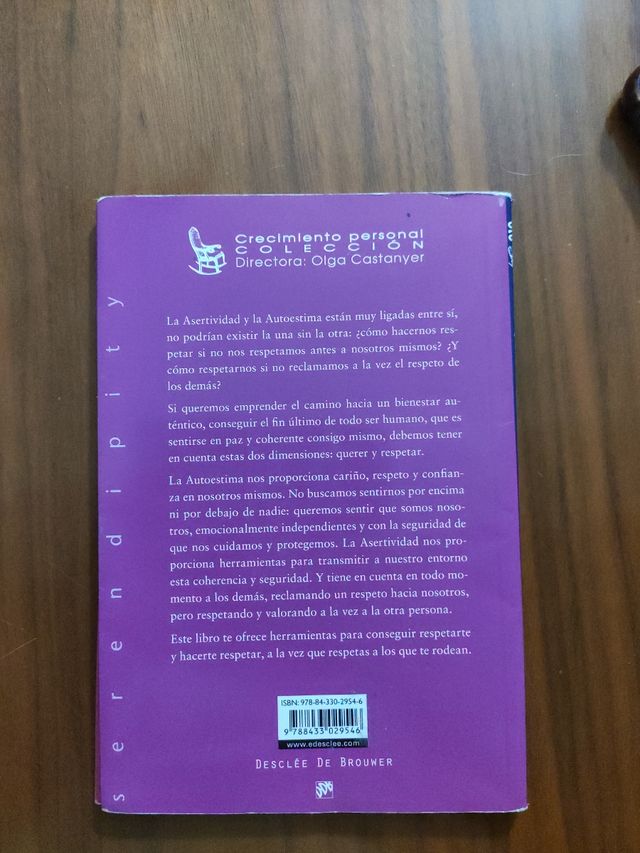 Crecimiento personal
COLECCIÓN
Directora: Olga Castanyer
serendipity
La Asertividad y la Autoestima están muy ligadas entre sí,
no podrían existir la una sin la otra: ¿cómo hacernos res-
petar si no nos respetamos antes a nosotros mismos? ¿Y
cómo respetarnos si no reclamamos a la vez el respeto de
los demás?
Si queremos emprender el camino hacia un bienestar au-
téntico, conseguir el fin último de todo ser humano, que es
sentirse en paz y coherente consigo mismo, debemos tener
en cuenta estas dos dimensiones: querer y respetar.
La Autoestima nos proporciona cariño, respeto y confian-
za en nosotros mismos. No buscamos sentirnos por encima
ni por debajo de nadie: queremos sentir que somos noso-
tros, emocionalmente independientes y con la seguridad de
que nos cuidamos y protegemos. La Asertividad nos pro-
porciona herramientas para transmitir a nuestro entorno
esta coherencia y seguridad. Y tiene en cuenta en todo mo-
mento a los demás, reclamando un respeto hacia nosotros,
pero respetando y valorando a la vez a la otra persona.
Este libro te ofrece herramientas para conseguir respetarte
y hacerte respetar, a la vez que respetas a los que te rodean.
ISBN: 978-84-330-2954-6
9 788433 029546
www.edesclee.com
DESCLÉE DE BROUWER